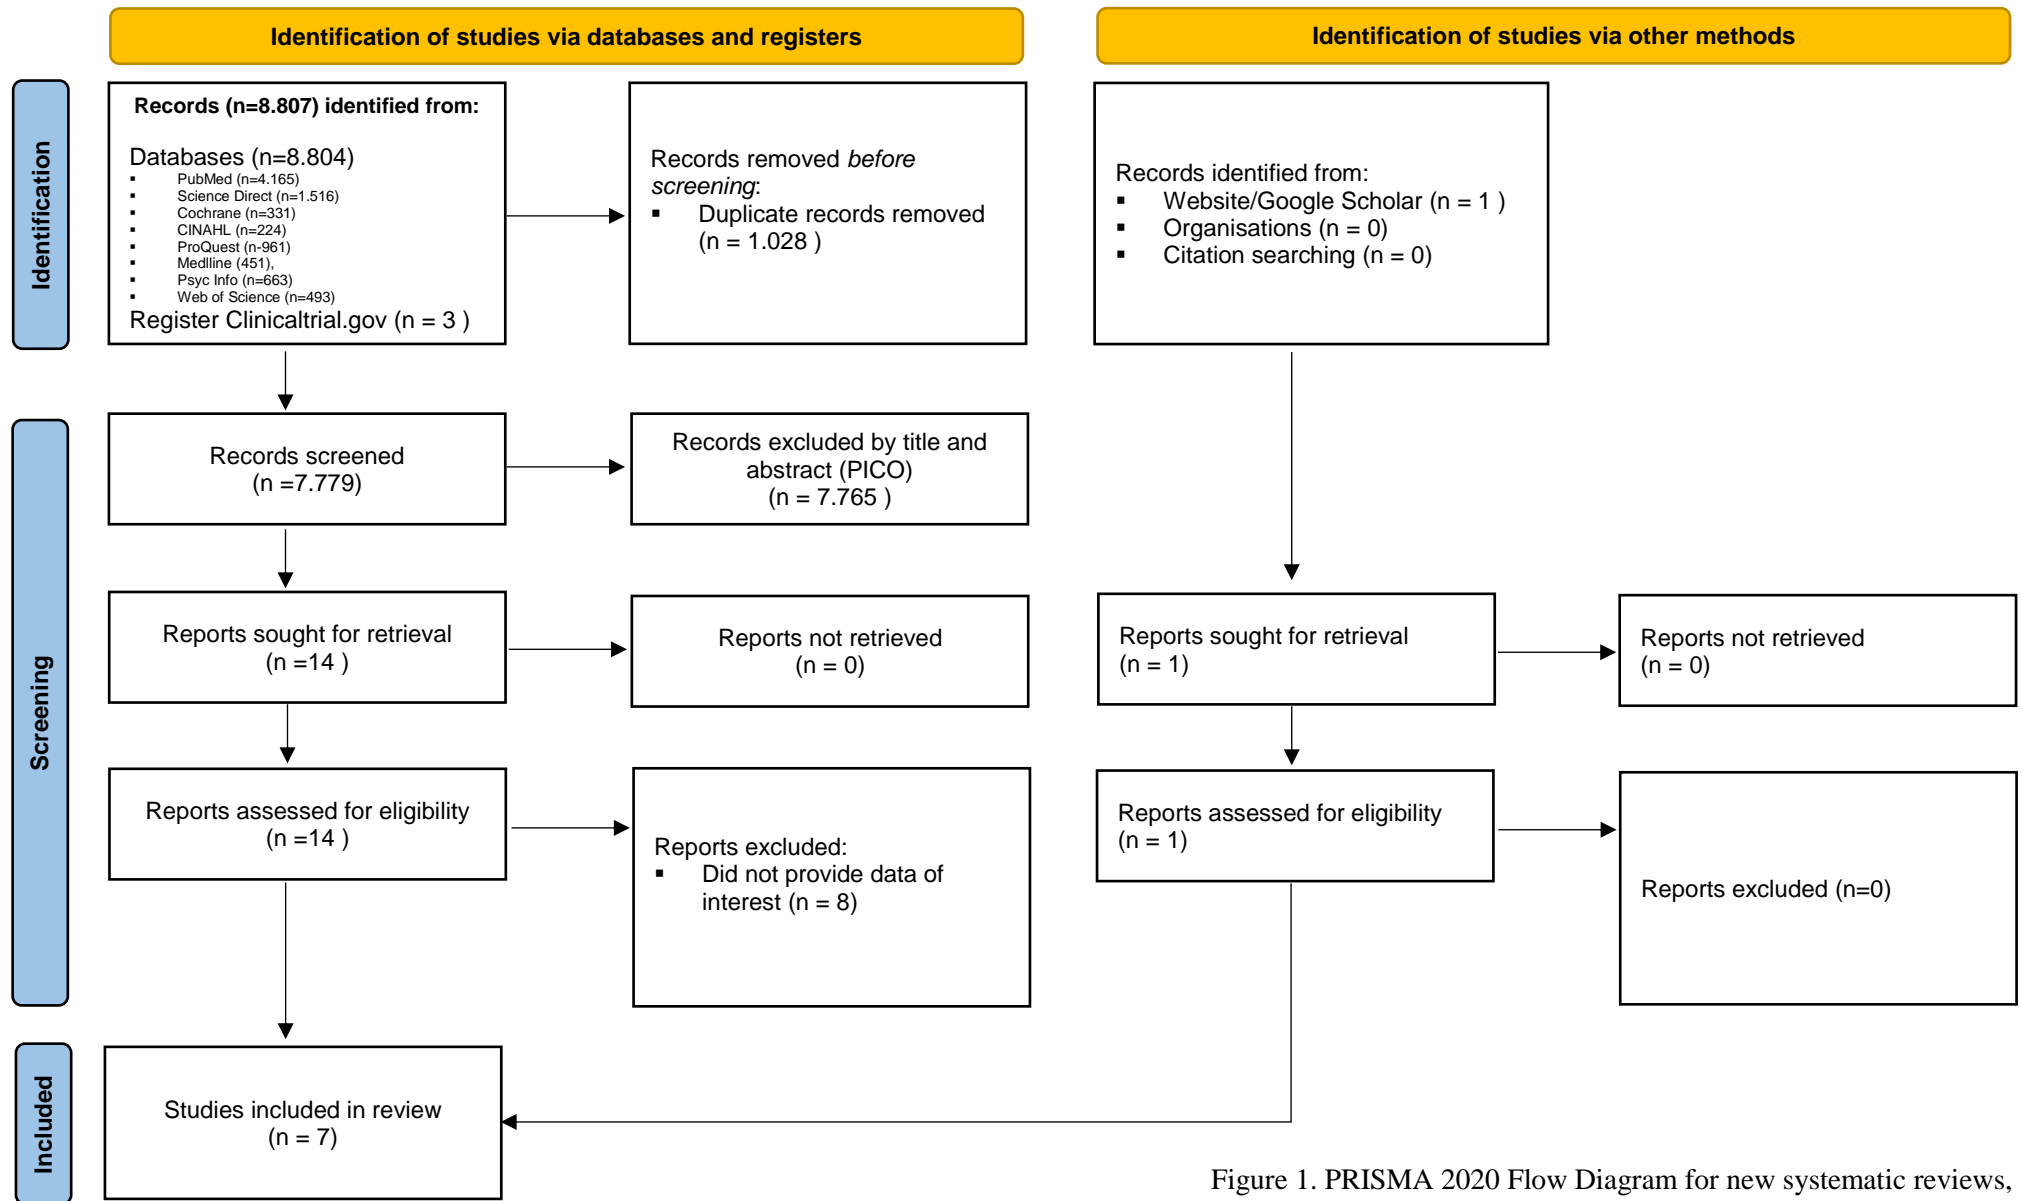 Identification of studies via databases and registers
Identification of studies via other methods
Identification
Records (n=8.807) identified from:
Databases (n=8.804)
▪ PubMed (n=4.165)
▪ Science Direct (n=1.516)
▪ Cochrane (n=331)
▪ CINAHL (n=224)
▪ ProQuest (n-961)
▪ Medlline (451),
▪ Psyc Info (n=663)
▪ Web of Science (n=493)
Register Clinicaltrial.gov (n = 3 )
Records removed before
screening:
▪ Duplicate records removed
(n = 1.028 )
Records identified from:
▪ Website/Google Scholar (n = 1 )
▪ Organisations (n = 0)
▪ Citation searching (n = 0)
Screening
Records screened
(n =7.779)
Records excluded by title and
abstract (PICO)
(n = 7.765 )
Reports sought for retrieval
(n =14 )
Reports not retrieved
(n = 0)
Reports sought for retrieval
(n = 1)
Reports not retrieved
(n = 0)
Reports assessed for eligibility
(n =14 )
Reports excluded:
▪ Did not provide data of
interest (n = 8)
Reports assessed for eligibility
(n = 1)
Reports excluded (n=0)
Included
Studies included in review
(n = 7)
Figure 1. PRISMA 2020 Flow Diagram for new systematic reviews,